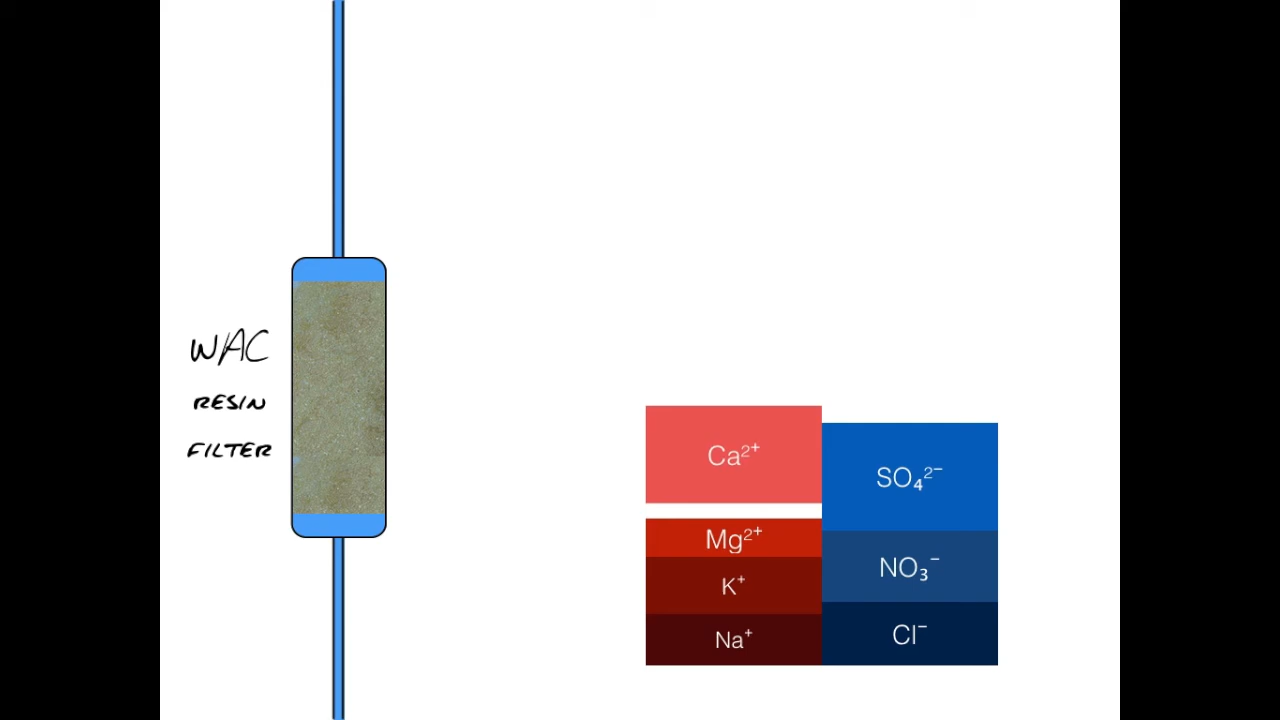 WAC
RESIN
FILTER
Ca²⁺
SO₄²⁻
Mg²⁺
NO₃⁻
K⁺
Na⁺
Cl⁻